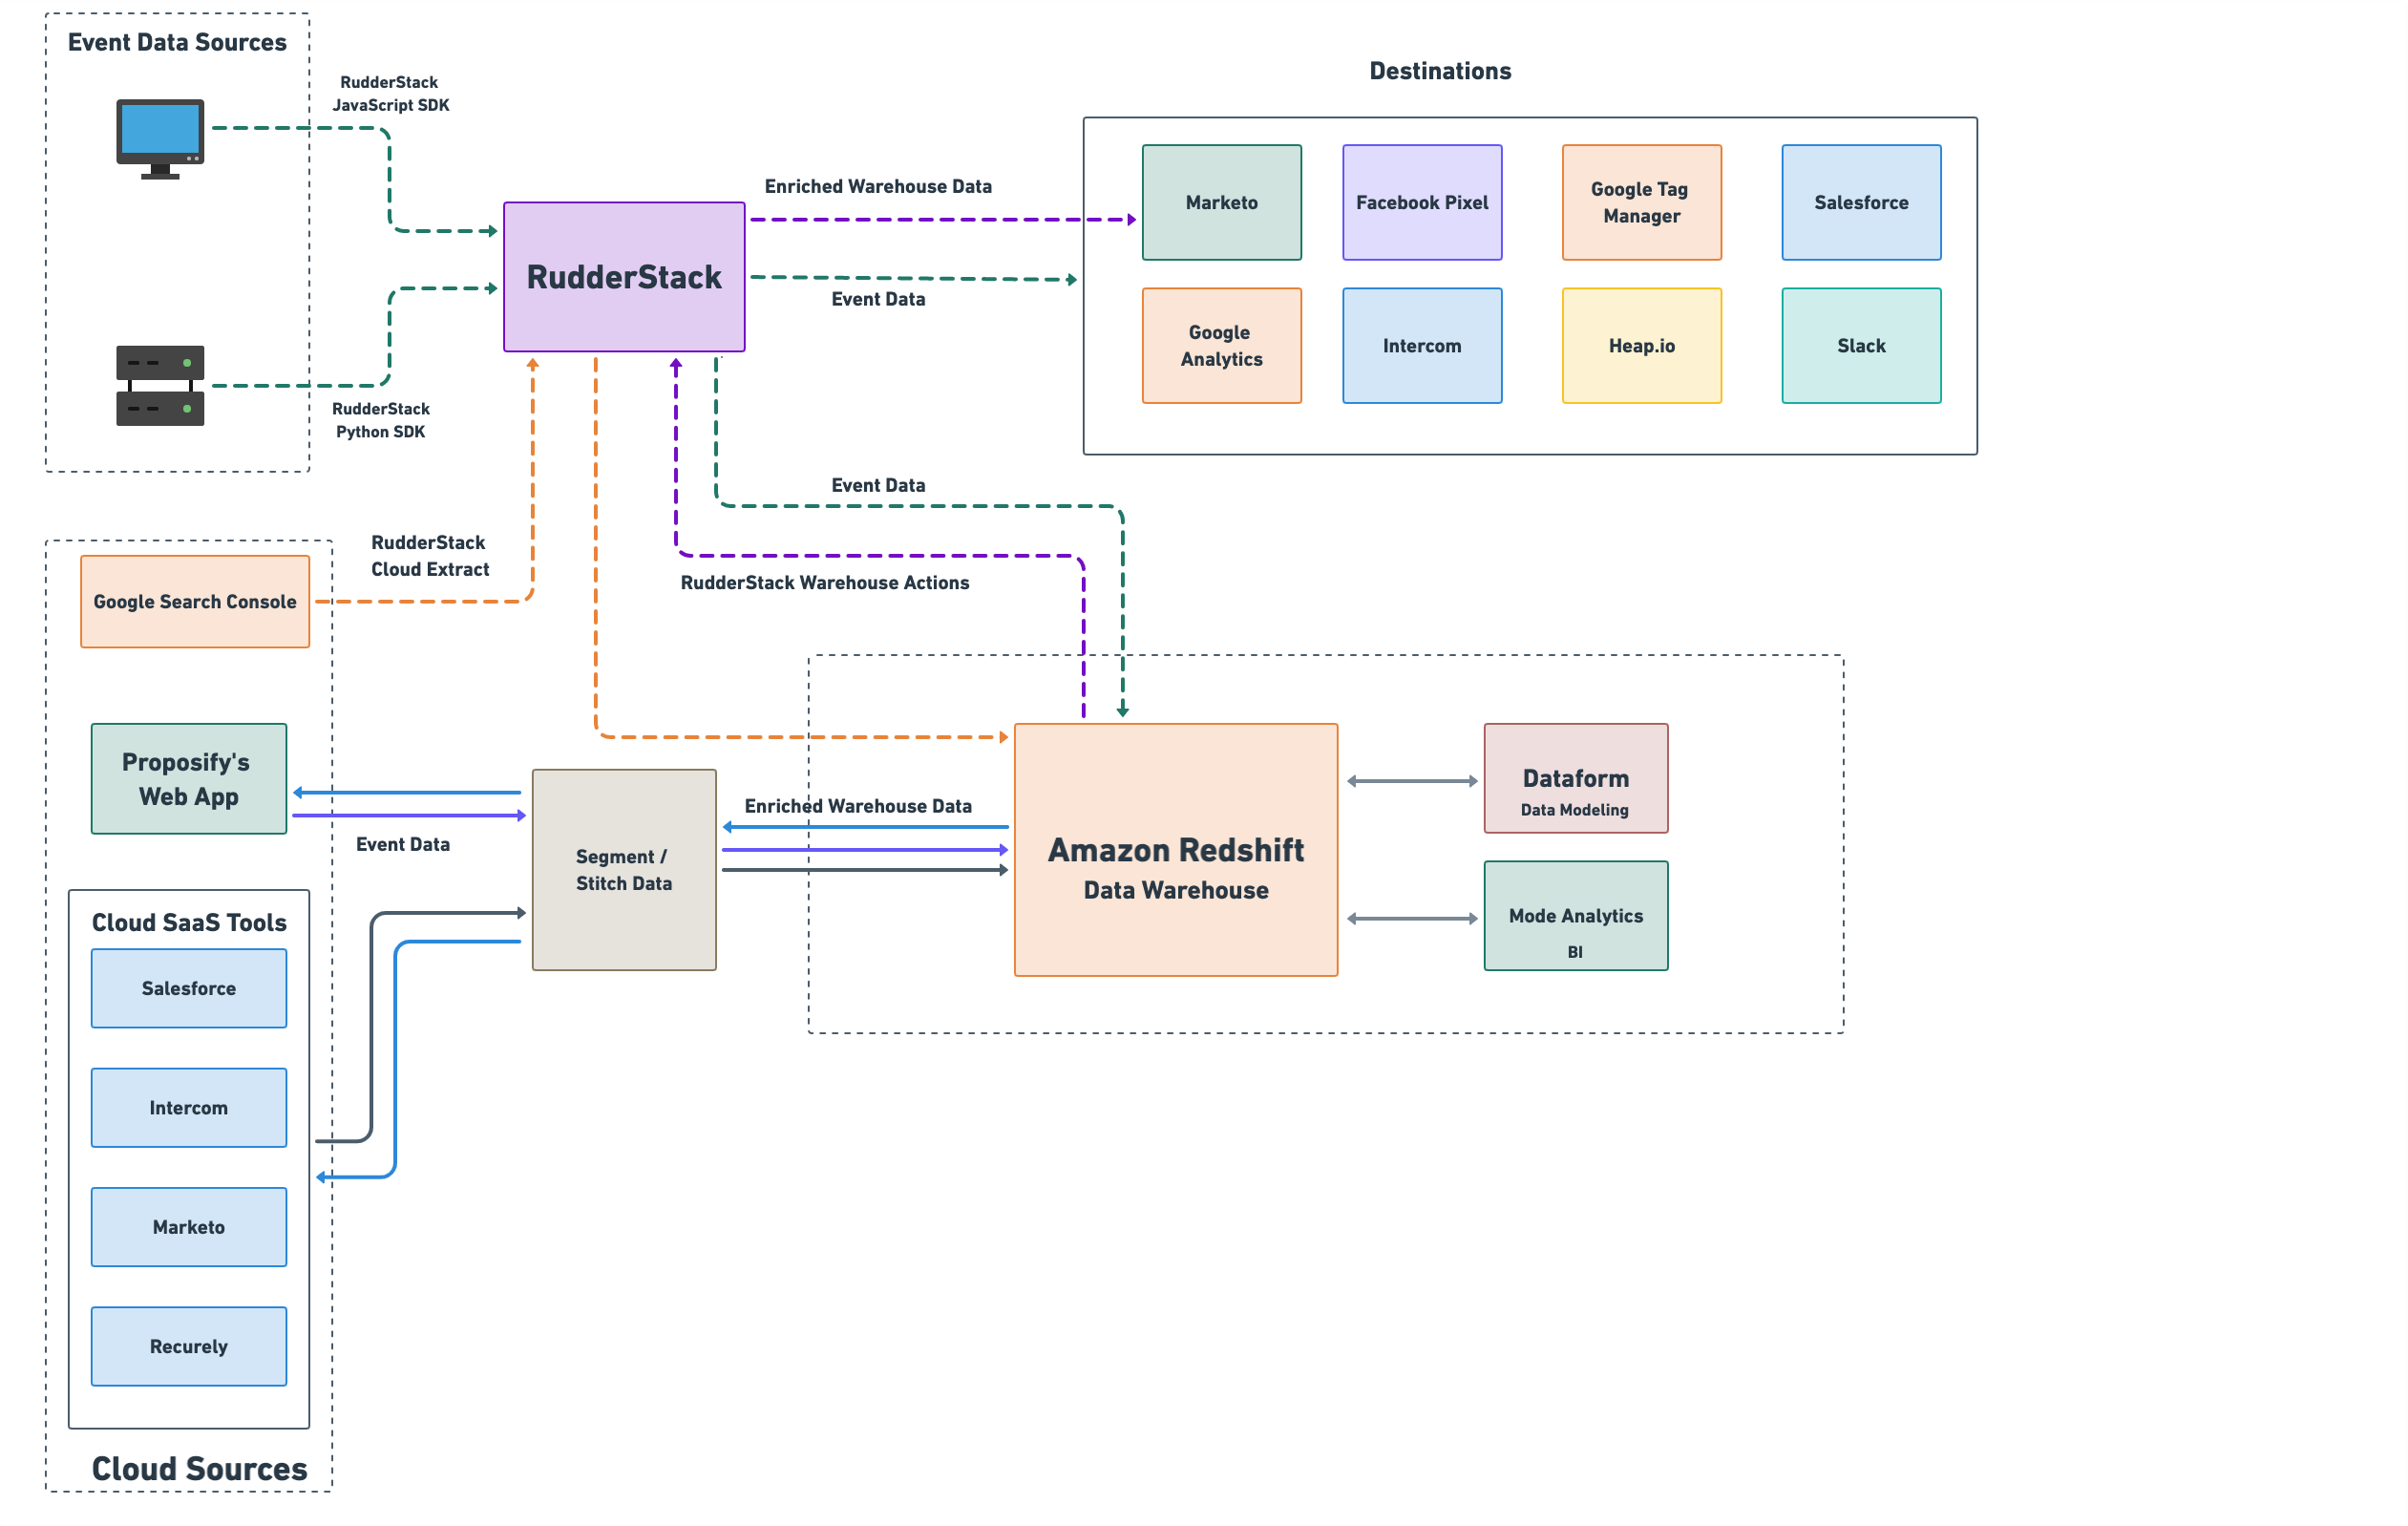 Event Data Sources
RudderStack
JavaScript SDK
RudderStack
Python SDK
RudderStack
Enriched Warehouse Data
Event Data
Destinations
Marketo
Facebook Pixel
Google Tag
Manager
Salesforce
Google
Analytics
Intercom
Heap.io
Slack
Event Data
RudderStack Warehouse Actions
RudderStack
Cloud Extract
Google Search Console
Proposify's
Web App
Event Data
Segment /
Stitch Data
Enriched Warehouse Data
Amazon Redshift
Data Warehouse
Dataform
Data Modeling
Mode Analytics
BI
Cloud SaaS Tools
Salesforce
Intercom
Marketo
Recurely
Cloud Sources